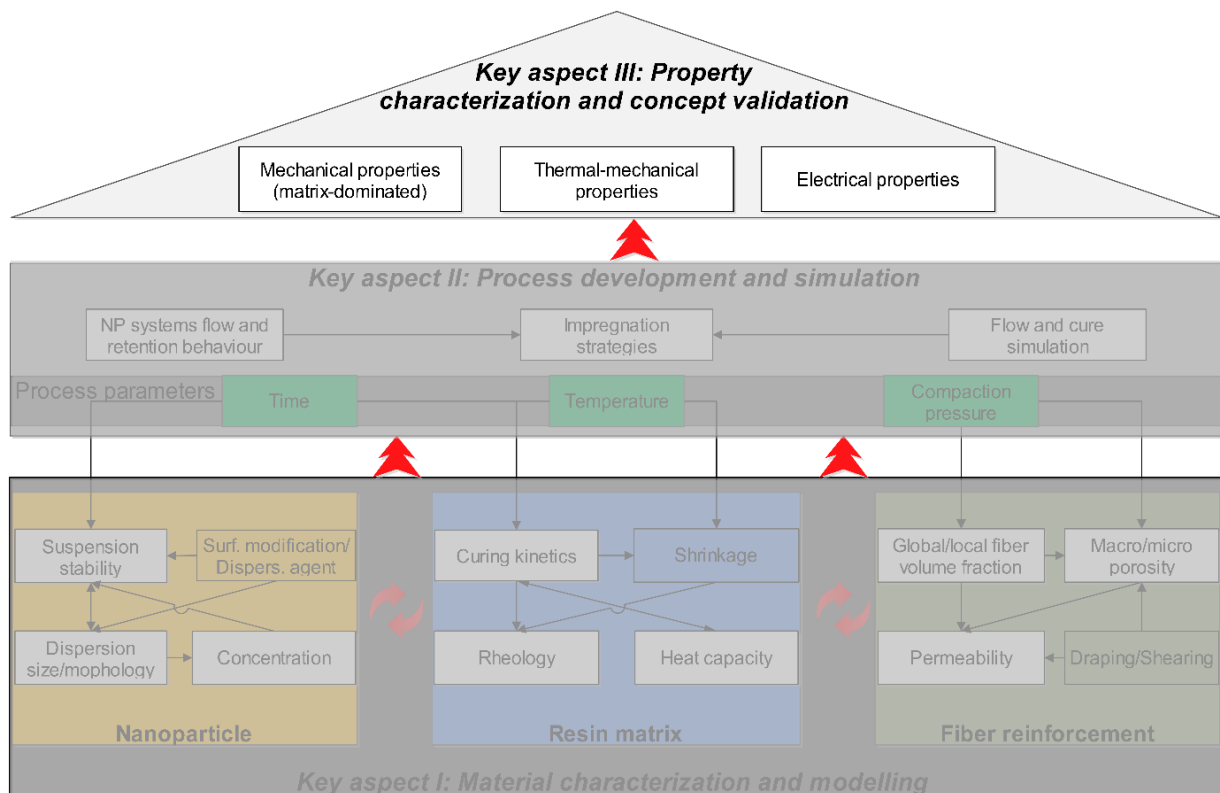 Key aspect III: Property
characterization and concept validation
Mechanical properties
(matrix-dominated)
Thermal-mechanical
properties
Electrical properties
Key aspect II: Process development and simulation
NP systems flow and
retention behaviour
Impregnation
strategies
Flow and cure
simulation
Process parameters
Time
Temperature
Compaction
pressure
Suspension
stability
Surf. modification/
Dispers. agent
Dispersion
size/mophology
Concentration
Nanoparticle
Curing kinetics
Shrinkage
Rheology
Heat capacity
Resin matrix
Global/local fiber
volume fraction
Macro/micro
porosity
Permeability
Draping/Shearing
Fiber reinforcement
Key aspect I: Material characterization and modelling